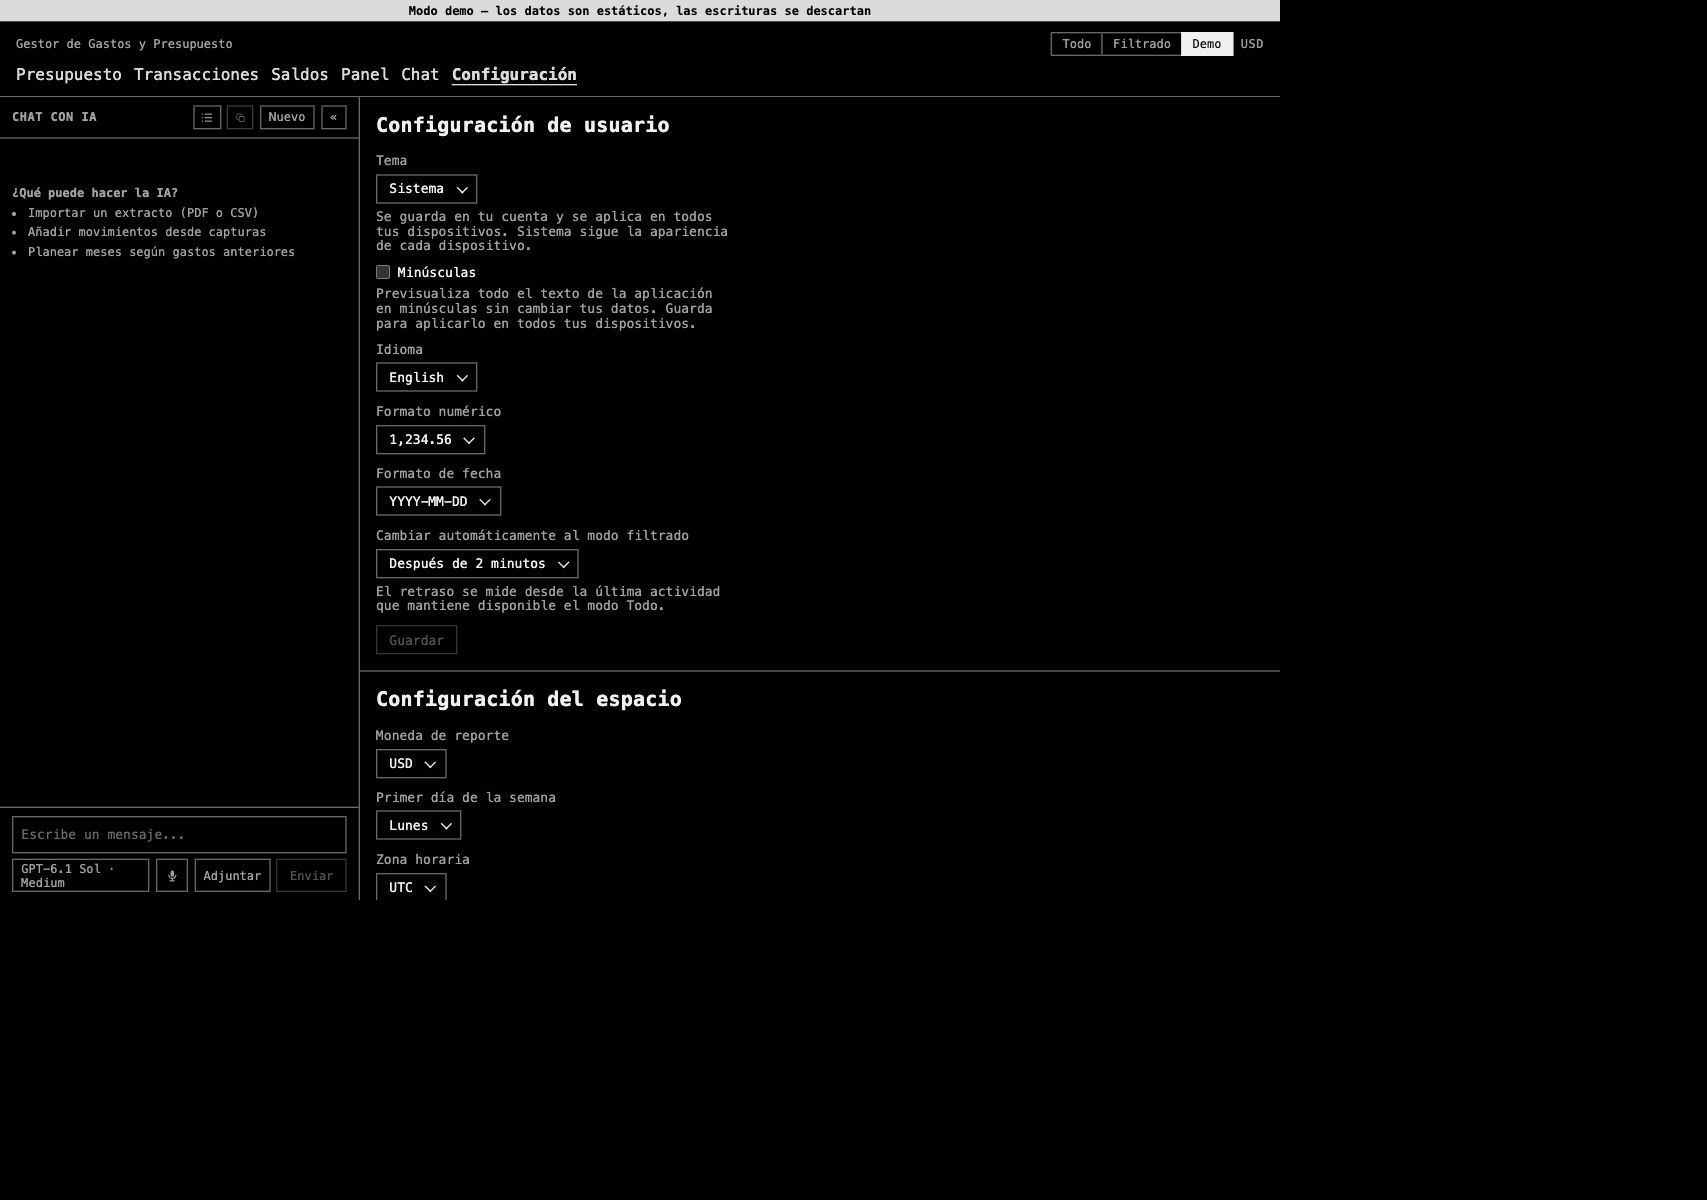 Modo demo — los datos son estáticos, las escrituras se descartan
Gestor de Gastos y Presupuesto
Todo Filtrado Demo USD
Presupuesto Transacciones Saldos Panel Chat Configuración
CHAT CON IA
Nuevo «
¿Qué puede hacer la IA?
• Importar un extracto (PDF o CSV)
• Añadir movimientos desde capturas
• Planear meses según gastos anteriores
Escribe un mensaje...
GPT-6.1 Sol ·
Medium
Adjuntar Enviar
Configuración de usuario
Tema
Sistema
Se guarda en tu cuenta y se aplica en todos
tus dispositivos. Sistema sigue la apariencia
de cada dispositivo.
Minúsculas
Previsualiza todo el texto de la aplicación
en minúsculas sin cambiar tus datos. Guarda
para aplicarlo en todos tus dispositivos.
Idioma
English
Formato numérico
1,234.56
Formato de fecha
YYYY-MM-DD
Cambiar automáticamente al modo filtrado
Después de 2 minutos
El retraso se mide desde la última actividad
que mantiene disponible el modo Todo.
Guardar
Configuración del espacio
Moneda de reporte
USD
Primer día de la semana
Lunes
Zona horaria
UTC